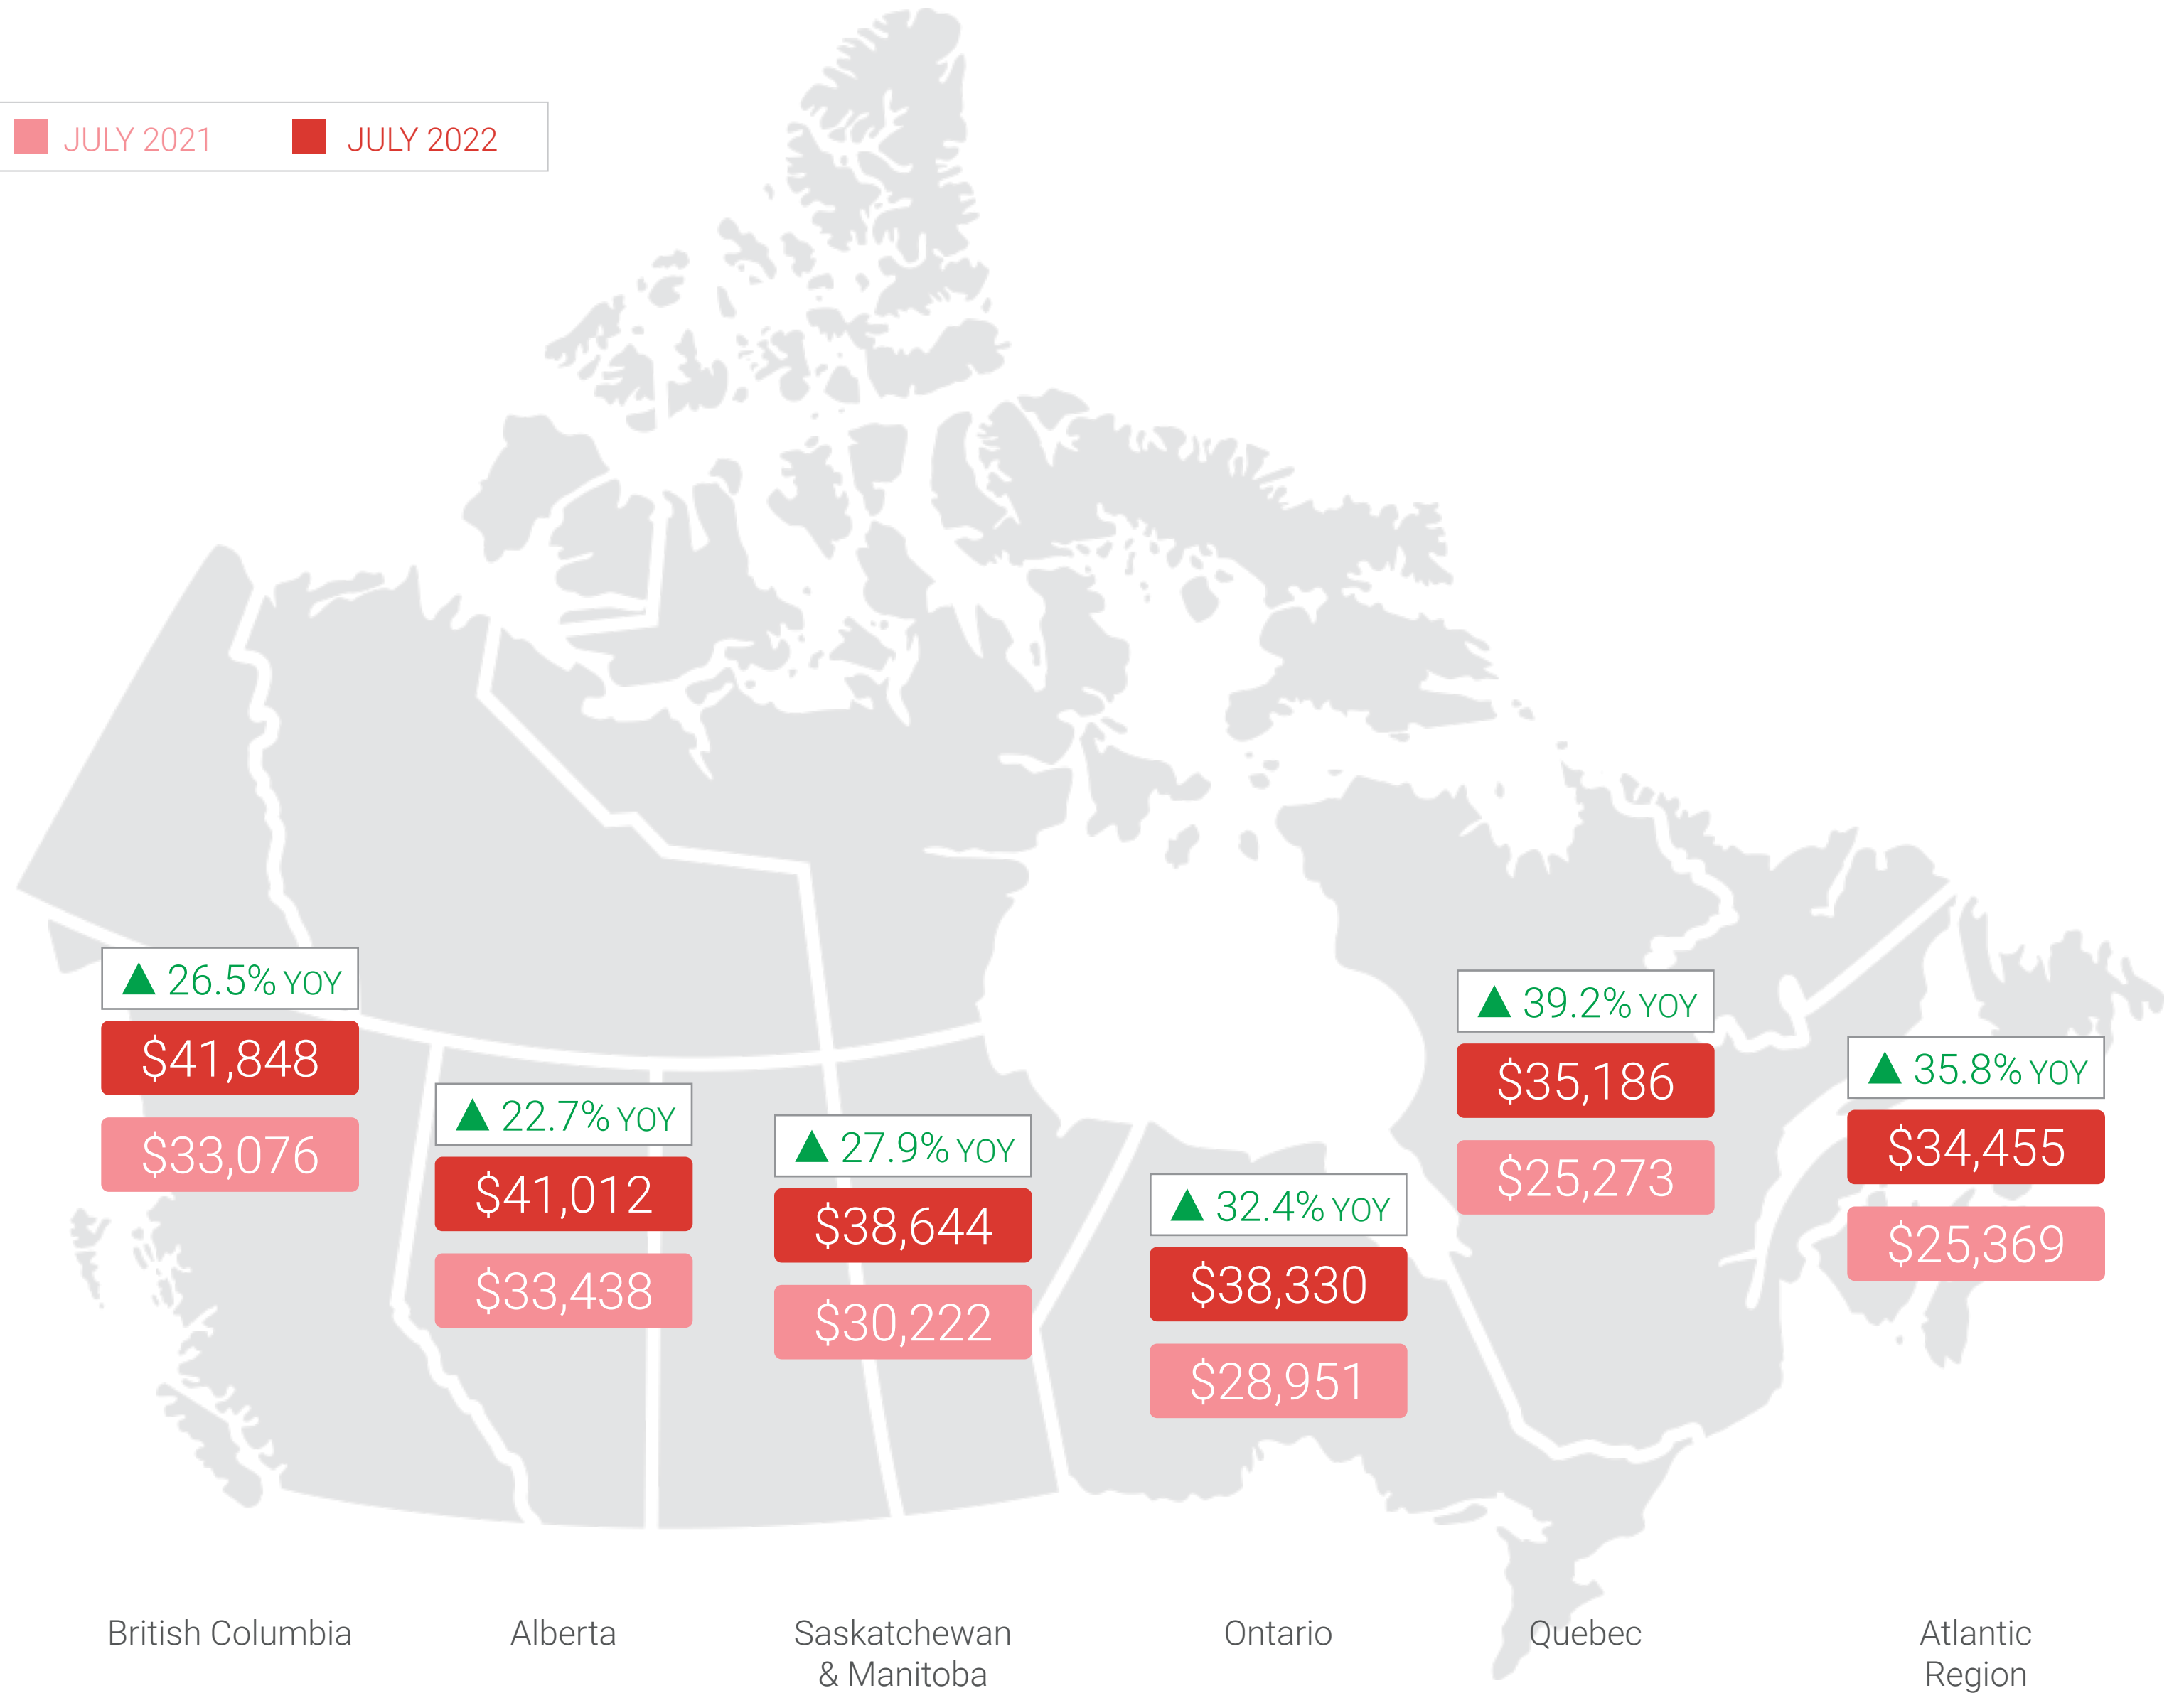 JULY 2021
JULY 2022
▲ 26.5% YOY
$41,848
$33,076
▲ 22.7% YOY
$41,012
$33,438
▲ 27.9% YOY
$38,644
$30,222
▲ 32.4% YOY
$38,330
$28,951
▲ 39.2% YOY
$35,186
$25,273
▲ 35.8% YOY
$34,455
$25,369
British Columbia
Alberta
Saskatchewan
& Manitoba
Ontario
Quebec
Atlantic
Region